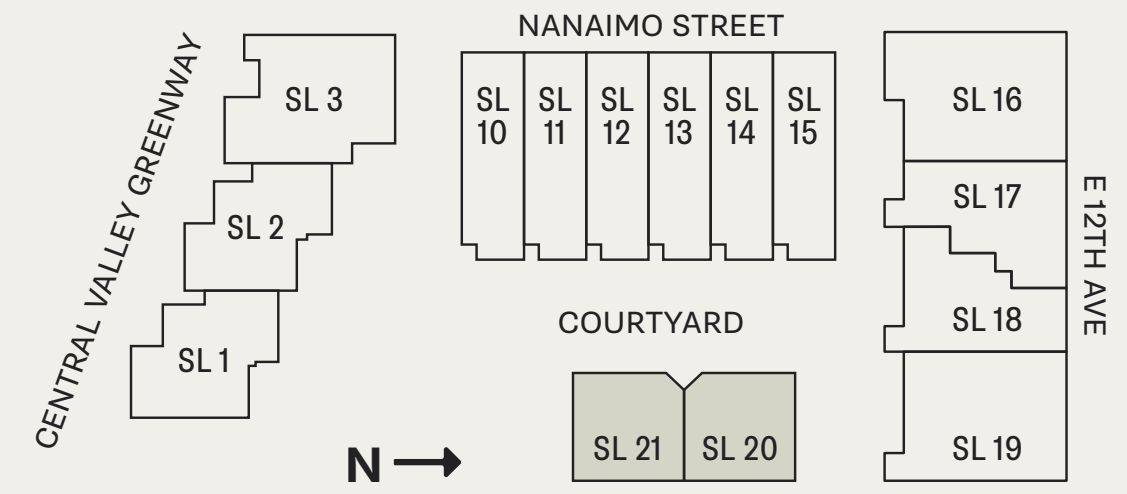 NANAIMO STREET
CENTRAL VALLEY GREENWAY
SL 3
SL 2
SL 1
SL
10
SL
11
SL
12
SL
13
SL
14
SL
15
SL 16
SL 17
SL 18
SL 19
E 12TH AVE
COURTYARD
SL 21
SL 20
N